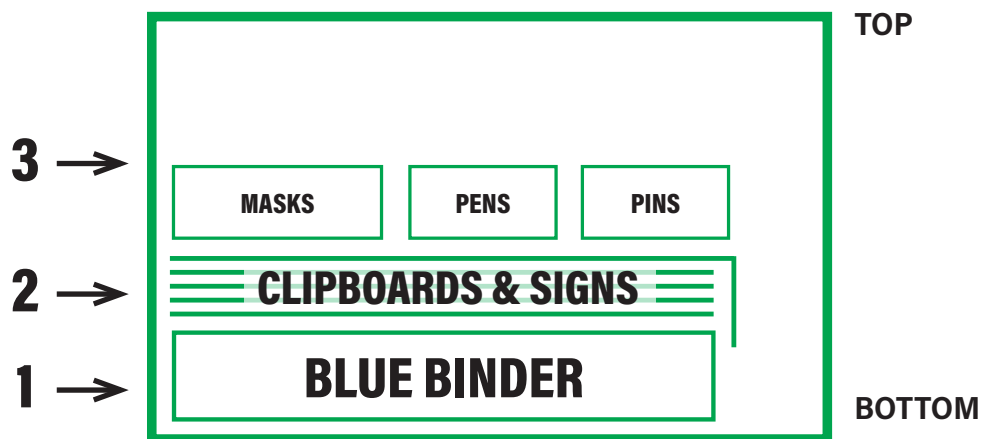 TOP
3
MASKS PENS PINS
2 CLIPBOARDS & SIGNS
1 BLUE BINDER
BOTTOM